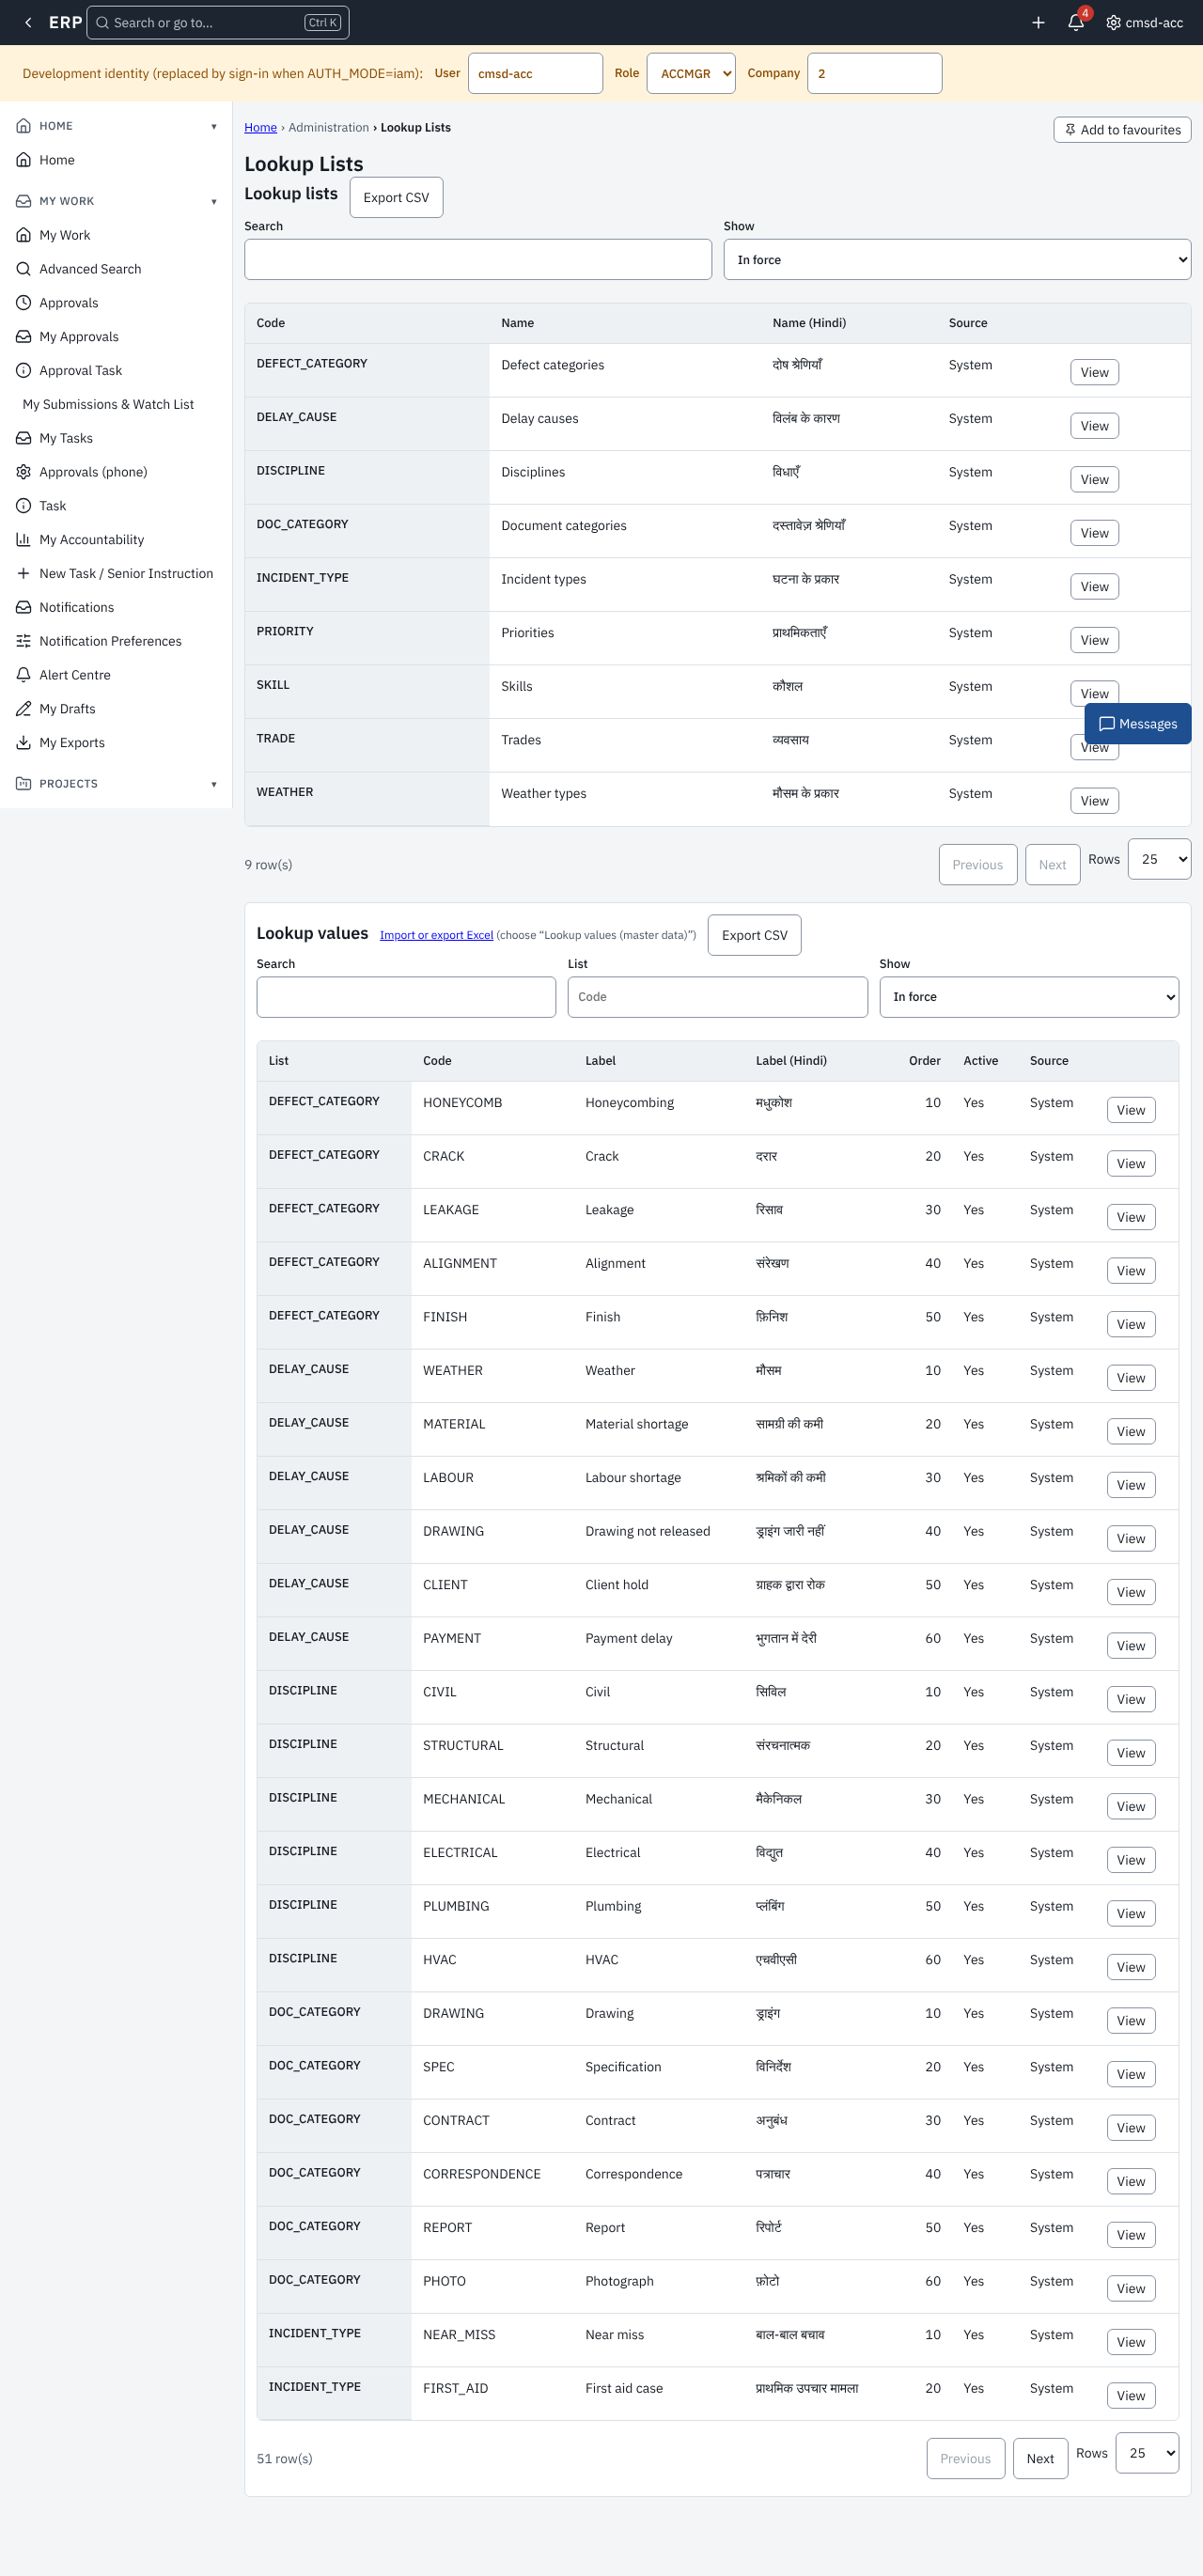 ERP Search or go to... Ctrl K 4 cmsd-acc
Development identity (replaced by sign-in when AUTH_MODE=iam): User cmsd-acc Role ACCMGR Company 2
HOME
Home
MY WORK
My Work
Advanced Search
Approvals
My Approvals
Approval Task
My Submissions & Watch List
My Tasks
Approvals (phone)
Task
My Accountability
New Task / Senior Instruction
Notifications
Notification Preferences
Alert Centre
My Drafts
My Exports
PROJECTS
Home › Administration › Lookup Lists Add to favourites
Lookup Lists
Lookup lists Export CSV
Search Show
In force
Code Name Name (Hindi) Source
DEFECT_CATEGORY Defect categories दोष श्रेणियाँ System View
DELAY_CAUSE Delay causes विलंब के कारण System View
DISCIPLINE Disciplines विधाएँ System View
DOC_CATEGORY Document categories दस्तावेज़ श्रेणियाँ System View
INCIDENT_TYPE Incident types घटना के प्रकार System View
PRIORITY Priorities प्राथमिकताएँ System View
SKILL Skills कौशल System View
Messages
TRADE Trades व्यवसाय System View
WEATHER Weather types मौसम के प्रकार System View
9 row(s) Previous Next Rows 25
Lookup values Import or export Excel (choose “Lookup values (master data)”) Export CSV
Search List Show
Code In force
List Code Label Label (Hindi) Order Active Source
DEFECT_CATEGORY HONEYCOMB Honeycombing मधुकोश 10 Yes System View
DEFECT_CATEGORY CRACK Crack दरार 20 Yes System View
DEFECT_CATEGORY LEAKAGE Leakage रिसाव 30 Yes System View
DEFECT_CATEGORY ALIGNMENT Alignment संरेखण 40 Yes System View
DEFECT_CATEGORY FINISH Finish फ़िनिश 50 Yes System View
DELAY_CAUSE WEATHER Weather मौसम 10 Yes System View
DELAY_CAUSE MATERIAL Material shortage सामग्री की कमी 20 Yes System View
DELAY_CAUSE LABOUR Labour shortage श्रमिकों की कमी 30 Yes System View
DELAY_CAUSE DRAWING Drawing not released ड्राइंग जारी नहीं 40 Yes System View
DELAY_CAUSE CLIENT Client hold ग्राहक द्वारा रोक 50 Yes System View
DELAY_CAUSE PAYMENT Payment delay भुगतान में देरी 60 Yes System View
DISCIPLINE CIVIL Civil सिविल 10 Yes System View
DISCIPLINE STRUCTURAL Structural संरचनात्मक 20 Yes System View
DISCIPLINE MECHANICAL Mechanical मैकेनिकल 30 Yes System View
DISCIPLINE ELECTRICAL Electrical विद्युत 40 Yes System View
DISCIPLINE PLUMBING Plumbing प्लंबिंग 50 Yes System View
DISCIPLINE HVAC HVAC एचवीएसी 60 Yes System View
DOC_CATEGORY DRAWING Drawing ड्राइंग 10 Yes System View
DOC_CATEGORY SPEC Specification विनिर्देश 20 Yes System View
DOC_CATEGORY CONTRACT Contract अनुबंध 30 Yes System View
DOC_CATEGORY CORRESPONDENCE Correspondence पत्राचार 40 Yes System View
DOC_CATEGORY REPORT Report रिपोर्ट 50 Yes System View
DOC_CATEGORY PHOTO Photograph फ़ोटो 60 Yes System View
INCIDENT_TYPE NEAR_MISS Near miss बाल-बाल बचाव 10 Yes System View
INCIDENT_TYPE FIRST_AID First aid case प्राथमिक उपचार मामला 20 Yes System View
51 row(s) Previous Next Rows 25